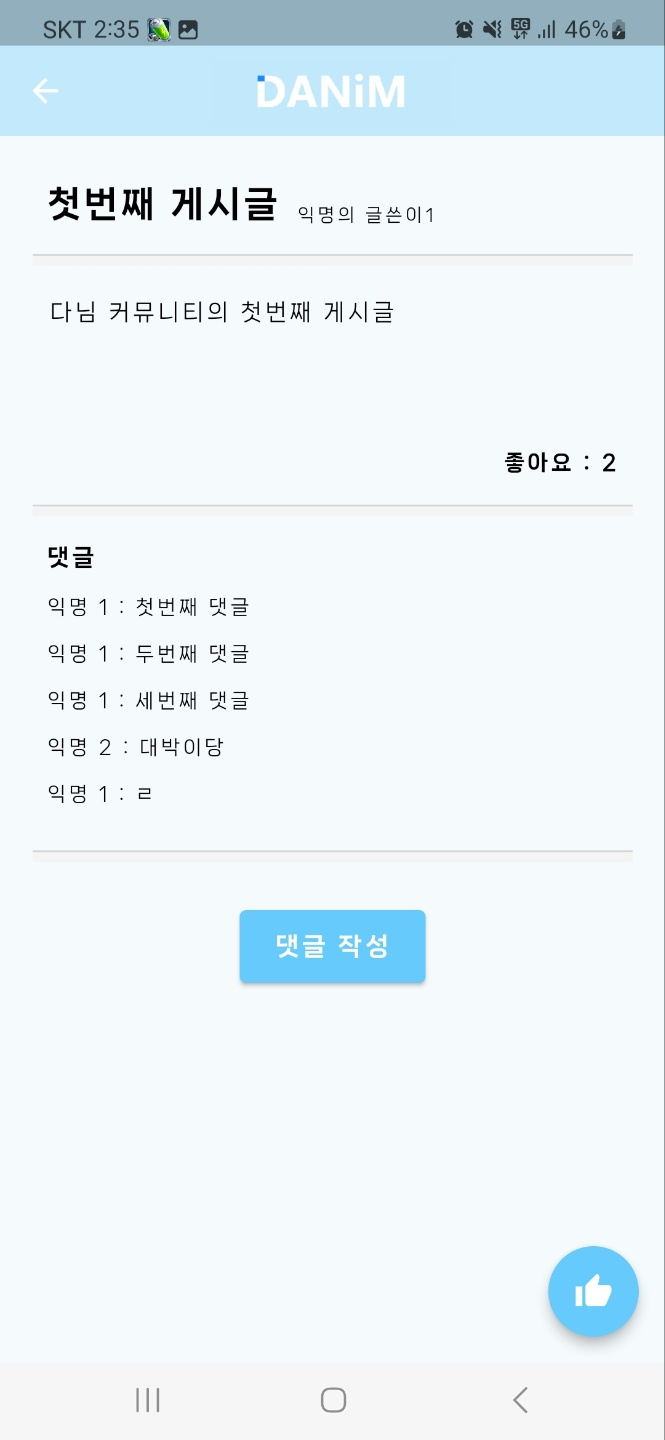 SKT 2:35 5G 46%
DANiM
첫번째 게시글 익명의 글쓴이1
다님 커뮤니티의 첫번째 게시글
좋아요 : 2
댓글
익명 1 : 첫번째 댓글
익명 1 : 두번째 댓글
익명 1 : 세번째 댓글
익명 2 : 대박이당
익명 1 : ㄹ
댓글 작성